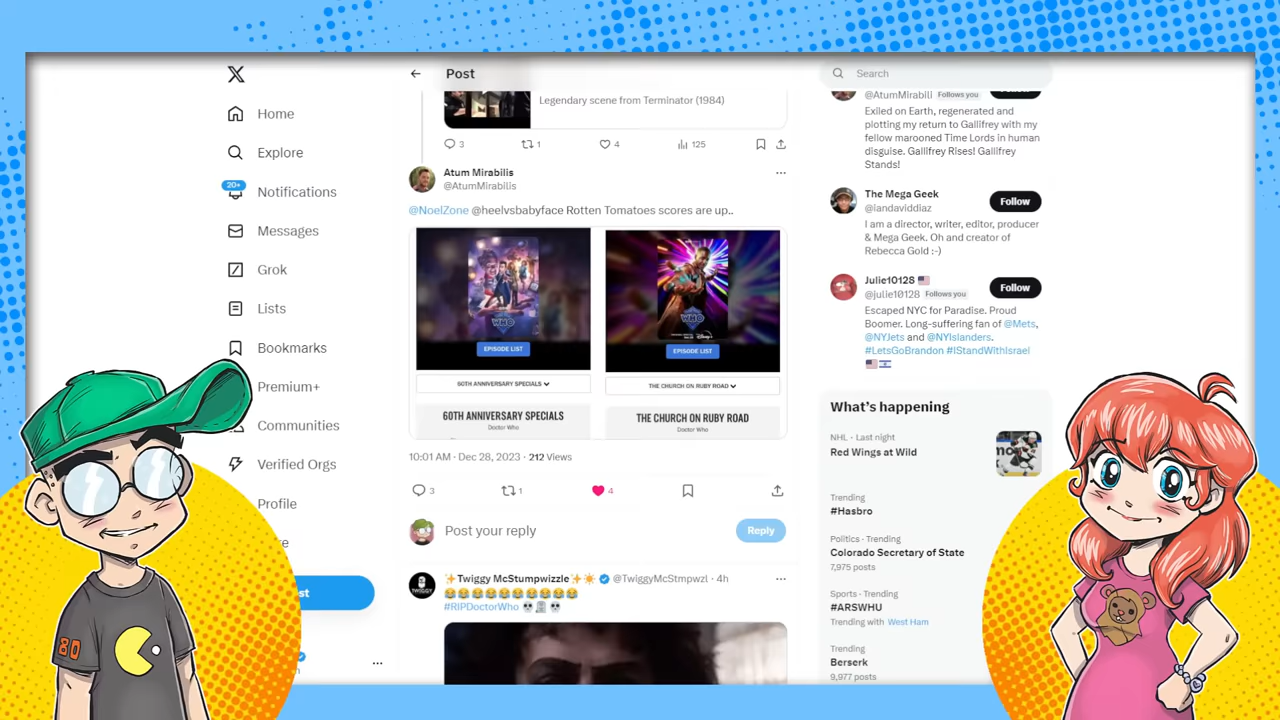 Home
Explore
20+
Notifications
Messages
Grok
Lists
Bookmarks
Premium+
Communities
Verified Orgs
Profile
Post
Legendary scene from Terminator (1984)
3
1
4
125
Atum Mirabilis
@AtumMirabilis
@NoelZone @heelvsbabyface Rotten Tomatoes scores are up..
WHO
EPISODE LIST
60TH ANNIVERSARY SPECIALS
60TH ANNIVERSARY SPECIALS
Doctor Who
WHO
EPISODE LIST
THE CHURCH ON RUBY ROAD
THE CHURCH ON RUBY ROAD
Doctor Who
10:01 AM · Dec 28, 2023 · 212 Views
3
1
4
Post your reply
Reply
TWIGGY
✨Twiggy McStumpwizzle✨☀️ @TwiggyMcStmpwzl · 4h
😂😂😂😂😂😂😂😂😂😂
#RIPDoctorWho 💀🪦💀
Search
@AtumMirabili Follows you
Exiled on Earth, regenerated and
plotting my return to Gallifrey with my
fellow marooned Time Lords in human
disguise. Gallifrey Rises! Gallifrey
Stands!
The Mega Geek
@iandaviddiaz
Follow
I am a director, writer, editor, producer
& Mega Geek. Oh and creator of
Rebecca Gold :-)
Julie10128 🇺🇸
@julie10128 Follows you
Follow
Escaped NYC for Paradise. Proud
Boomer. Long-suffering fan of @Mets,
@NYJets and @NYIslanders.
#LetsGoBrandon #IStandWithIsrael
🇺🇸🇮🇱
What's happening
NHL · Last night
Red Wings at Wild
Trending
#Hasbro
Politics · Trending
Colorado Secretary of State
7,975 posts
Sports · Trending
#ARSWHU
Trending with West Ham
Trending
Berserk
9,977 posts
80